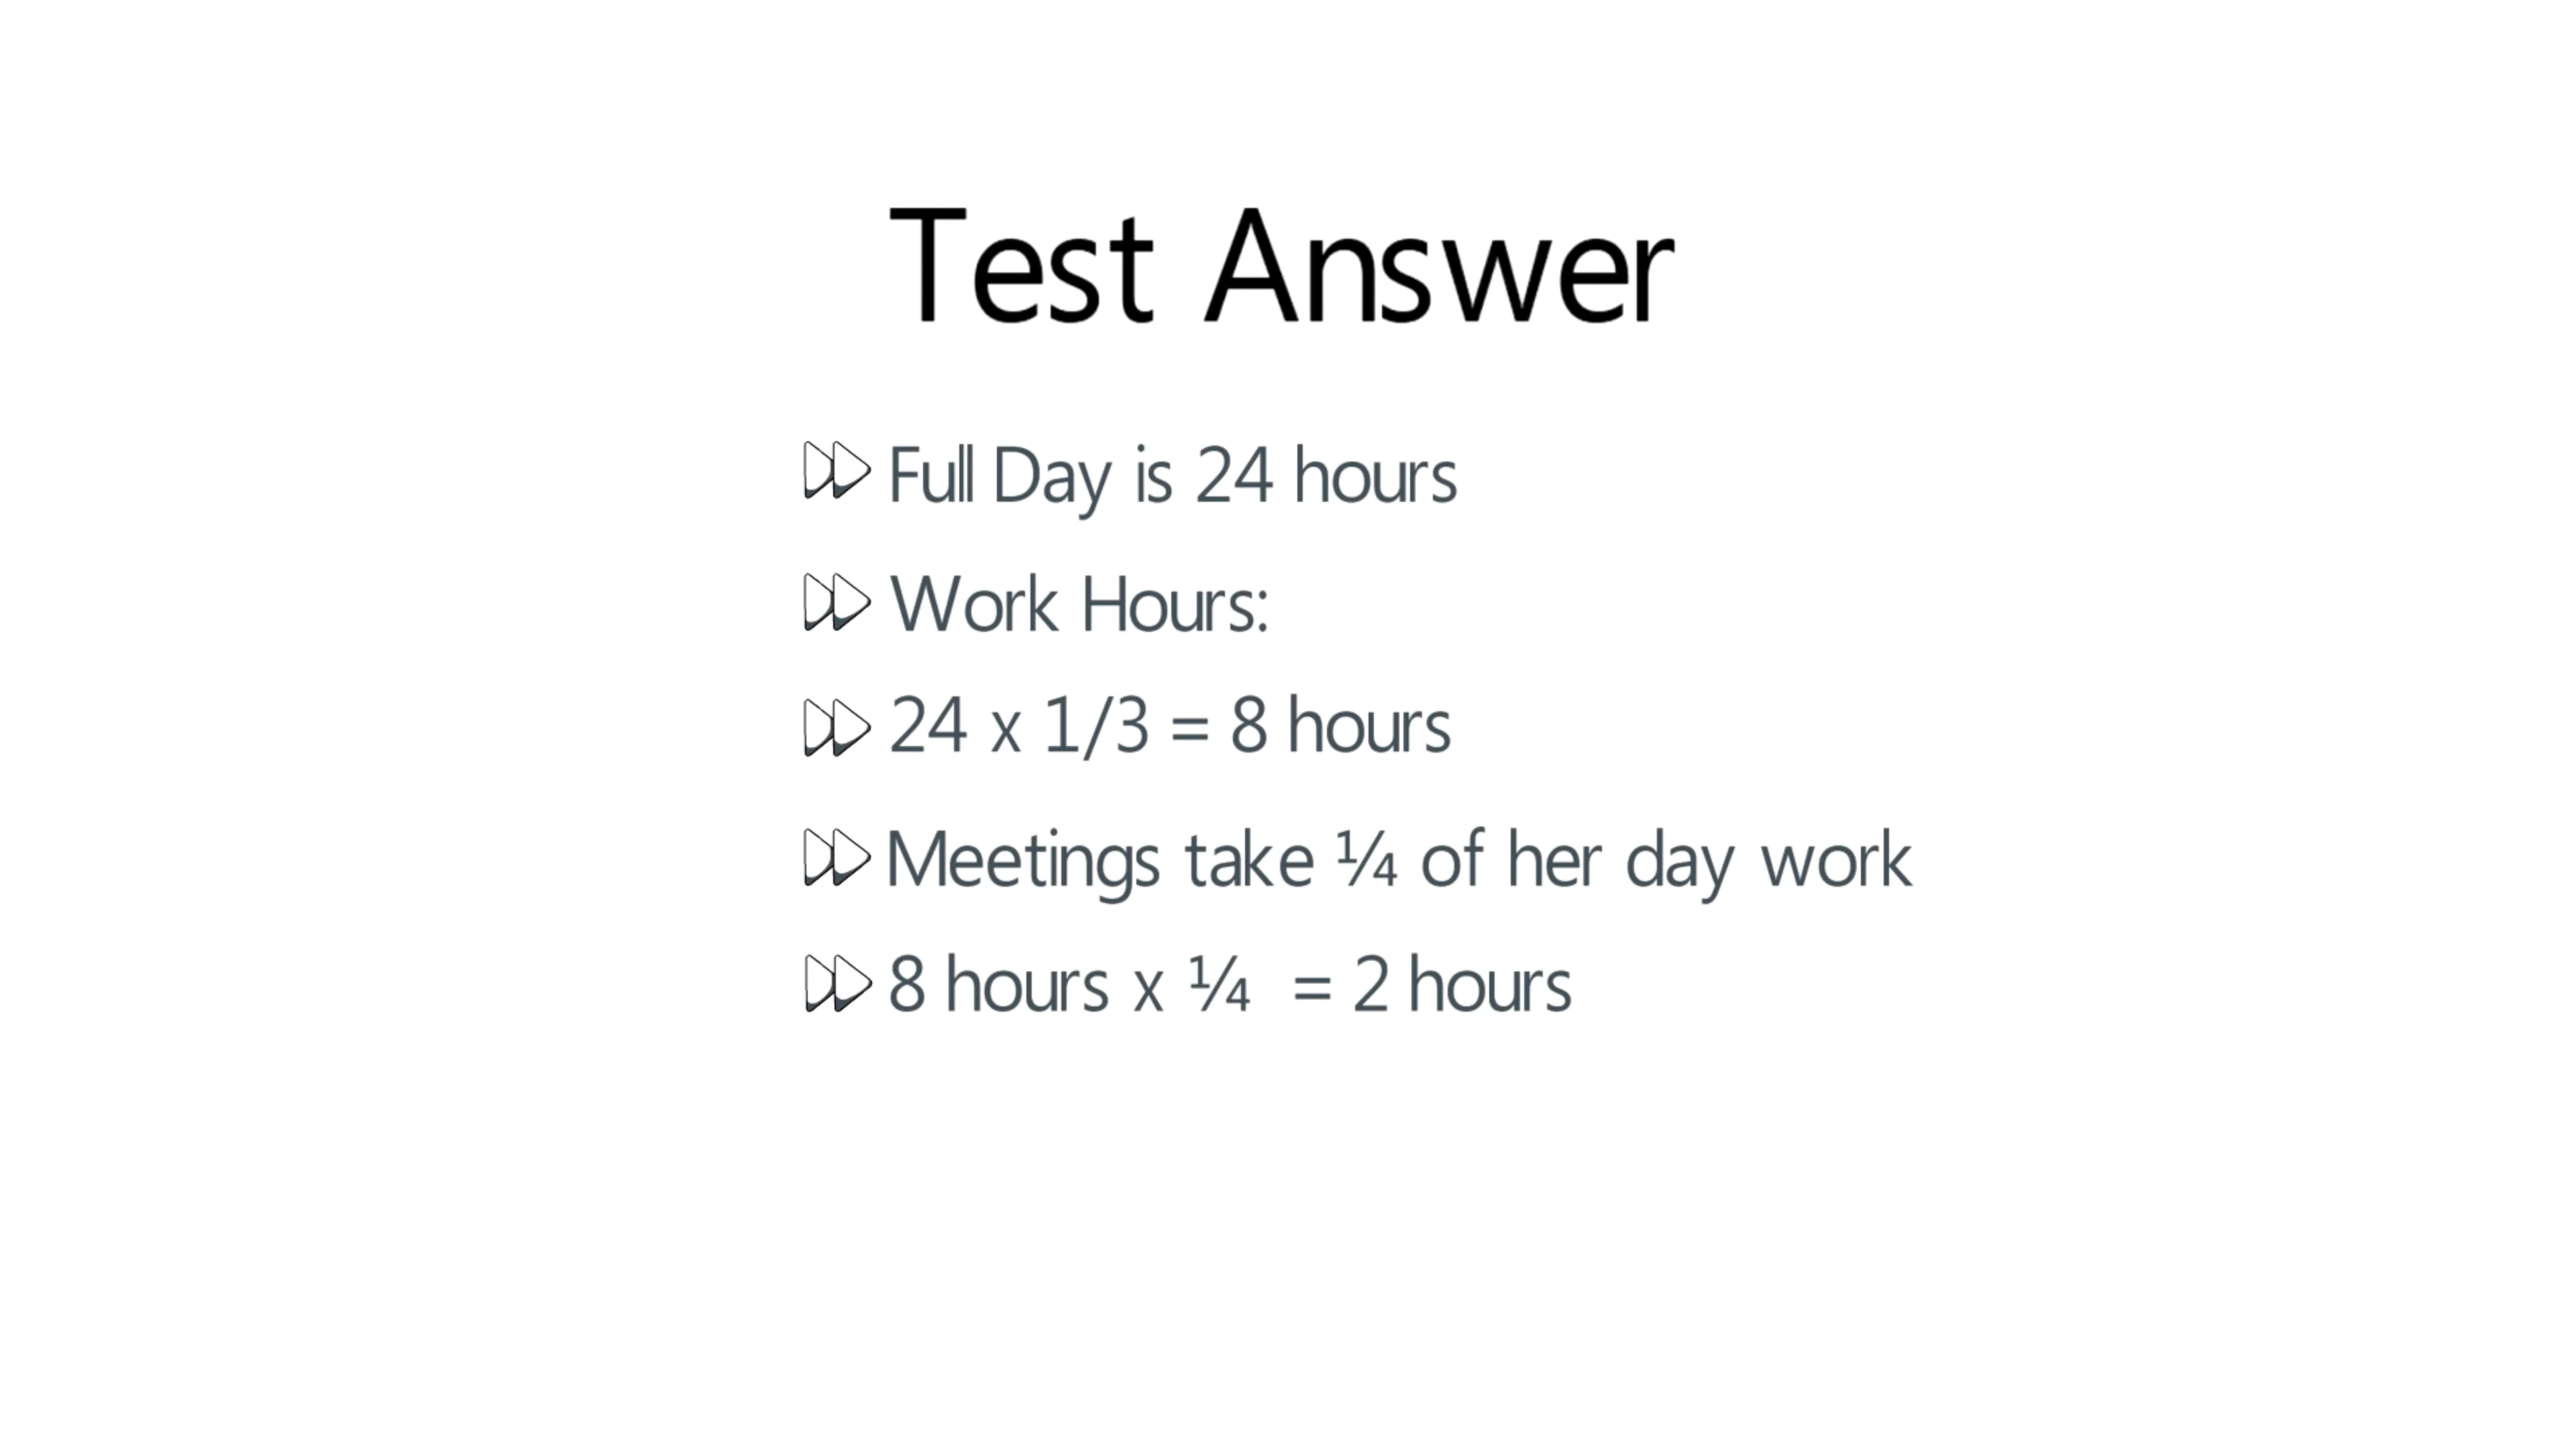 Test Answer
Full Day is 24 hours
Work Hours:
24 x 1/3 = 8 hours
Meetings take ¼ of her day work
8 hours x ¼ = 2 hours